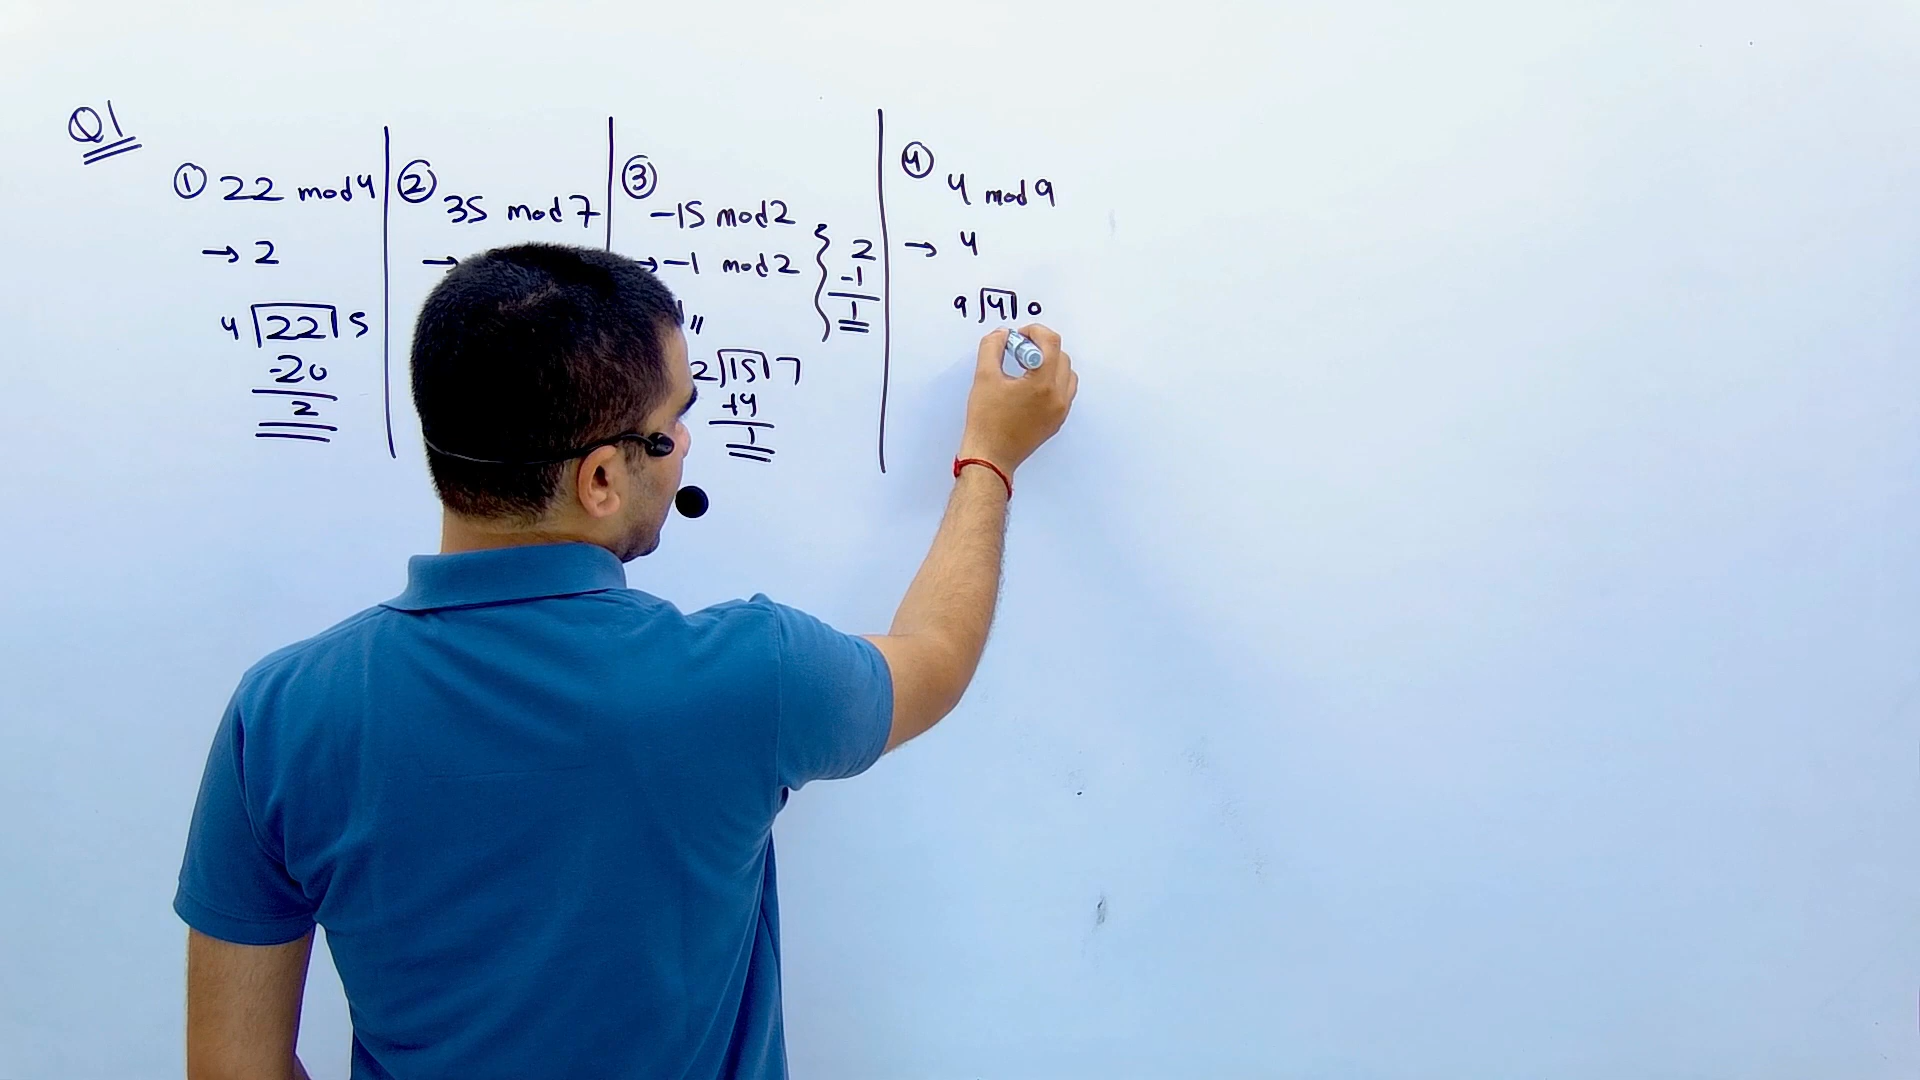 Q1
① 22 mod 4
→ 2
4 22 5
-20
2
② 35 mod 7
→
③
-15 mod 2
→ -1 mod 2
"
2 15 7
14
1
2
-1
1
④
4 mod 9
→ 4
9 4 0